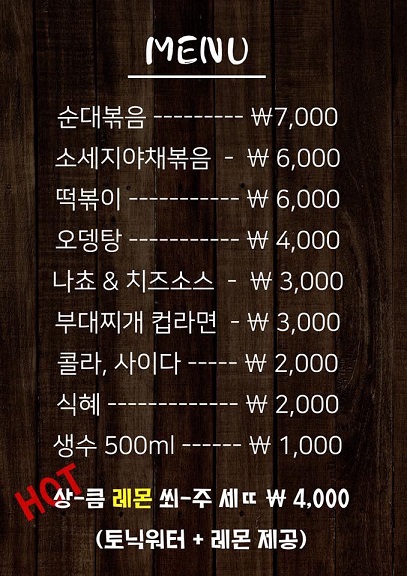 MENU
순대볶음 --------- ₩7,000
소세지야채볶음 - ₩ 6,000
떡볶이 ----------- ₩ 6,000
오뎅탕 ----------- ₩ 4,000
나쵸 & 치즈소스 - ₩ 3,000
부대찌개 컵라면 - ₩ 3,000
콜라, 사이다 ----- ₩ 2,000
식혜 ------------- ₩ 2,000
생수 500ml ------ ₩ 1,000
HOT
상-큼 레몬 쐬-주 세ㄸ ₩ 4,000
(토닉워터 + 레몬 제공)